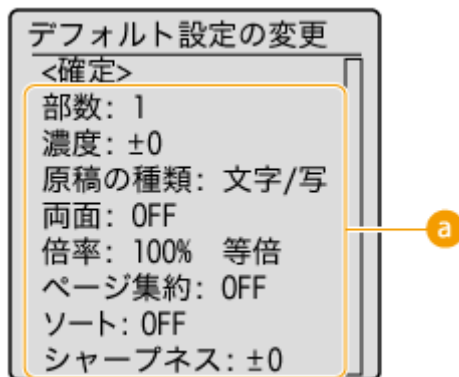 デフォルト設定の変更
<確定>
部数: 1
濃度: ±0
原稿の種類: 文字/写
両面: OFF
倍率: 100% 等倍
ページ集約: OFF
ソート: OFF
シャープネス: ±0
a